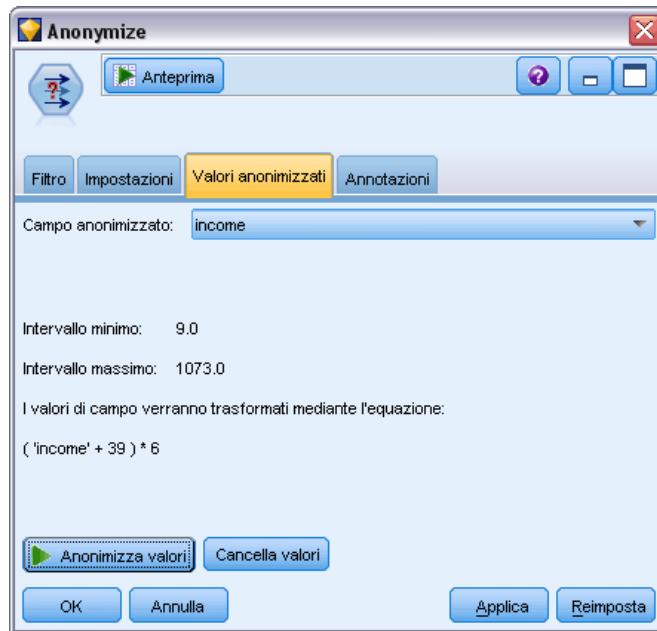 Anonymize
Anteprima
Filtro Impostazioni Valori anonimizzati Annotazioni
Campo anonimizzato: income
Intervallo minimo: 9.0
Intervallo massimo: 1073.0
I valori di campo verranno trasformati mediante l'equazione:
( 'income' + 39 ) * 6
Anonimizza valori Cancella valori
OK Annulla Applica Reimposta